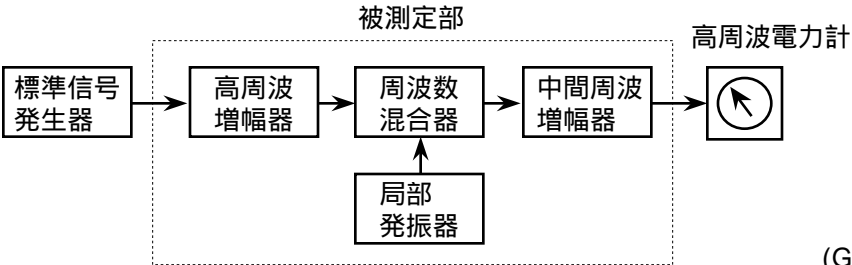 被測定部
高周波電力計
標準信号
発生器
高周波
増幅器
周波数
混合器
中間周波
増幅器
局部
発振器
(G